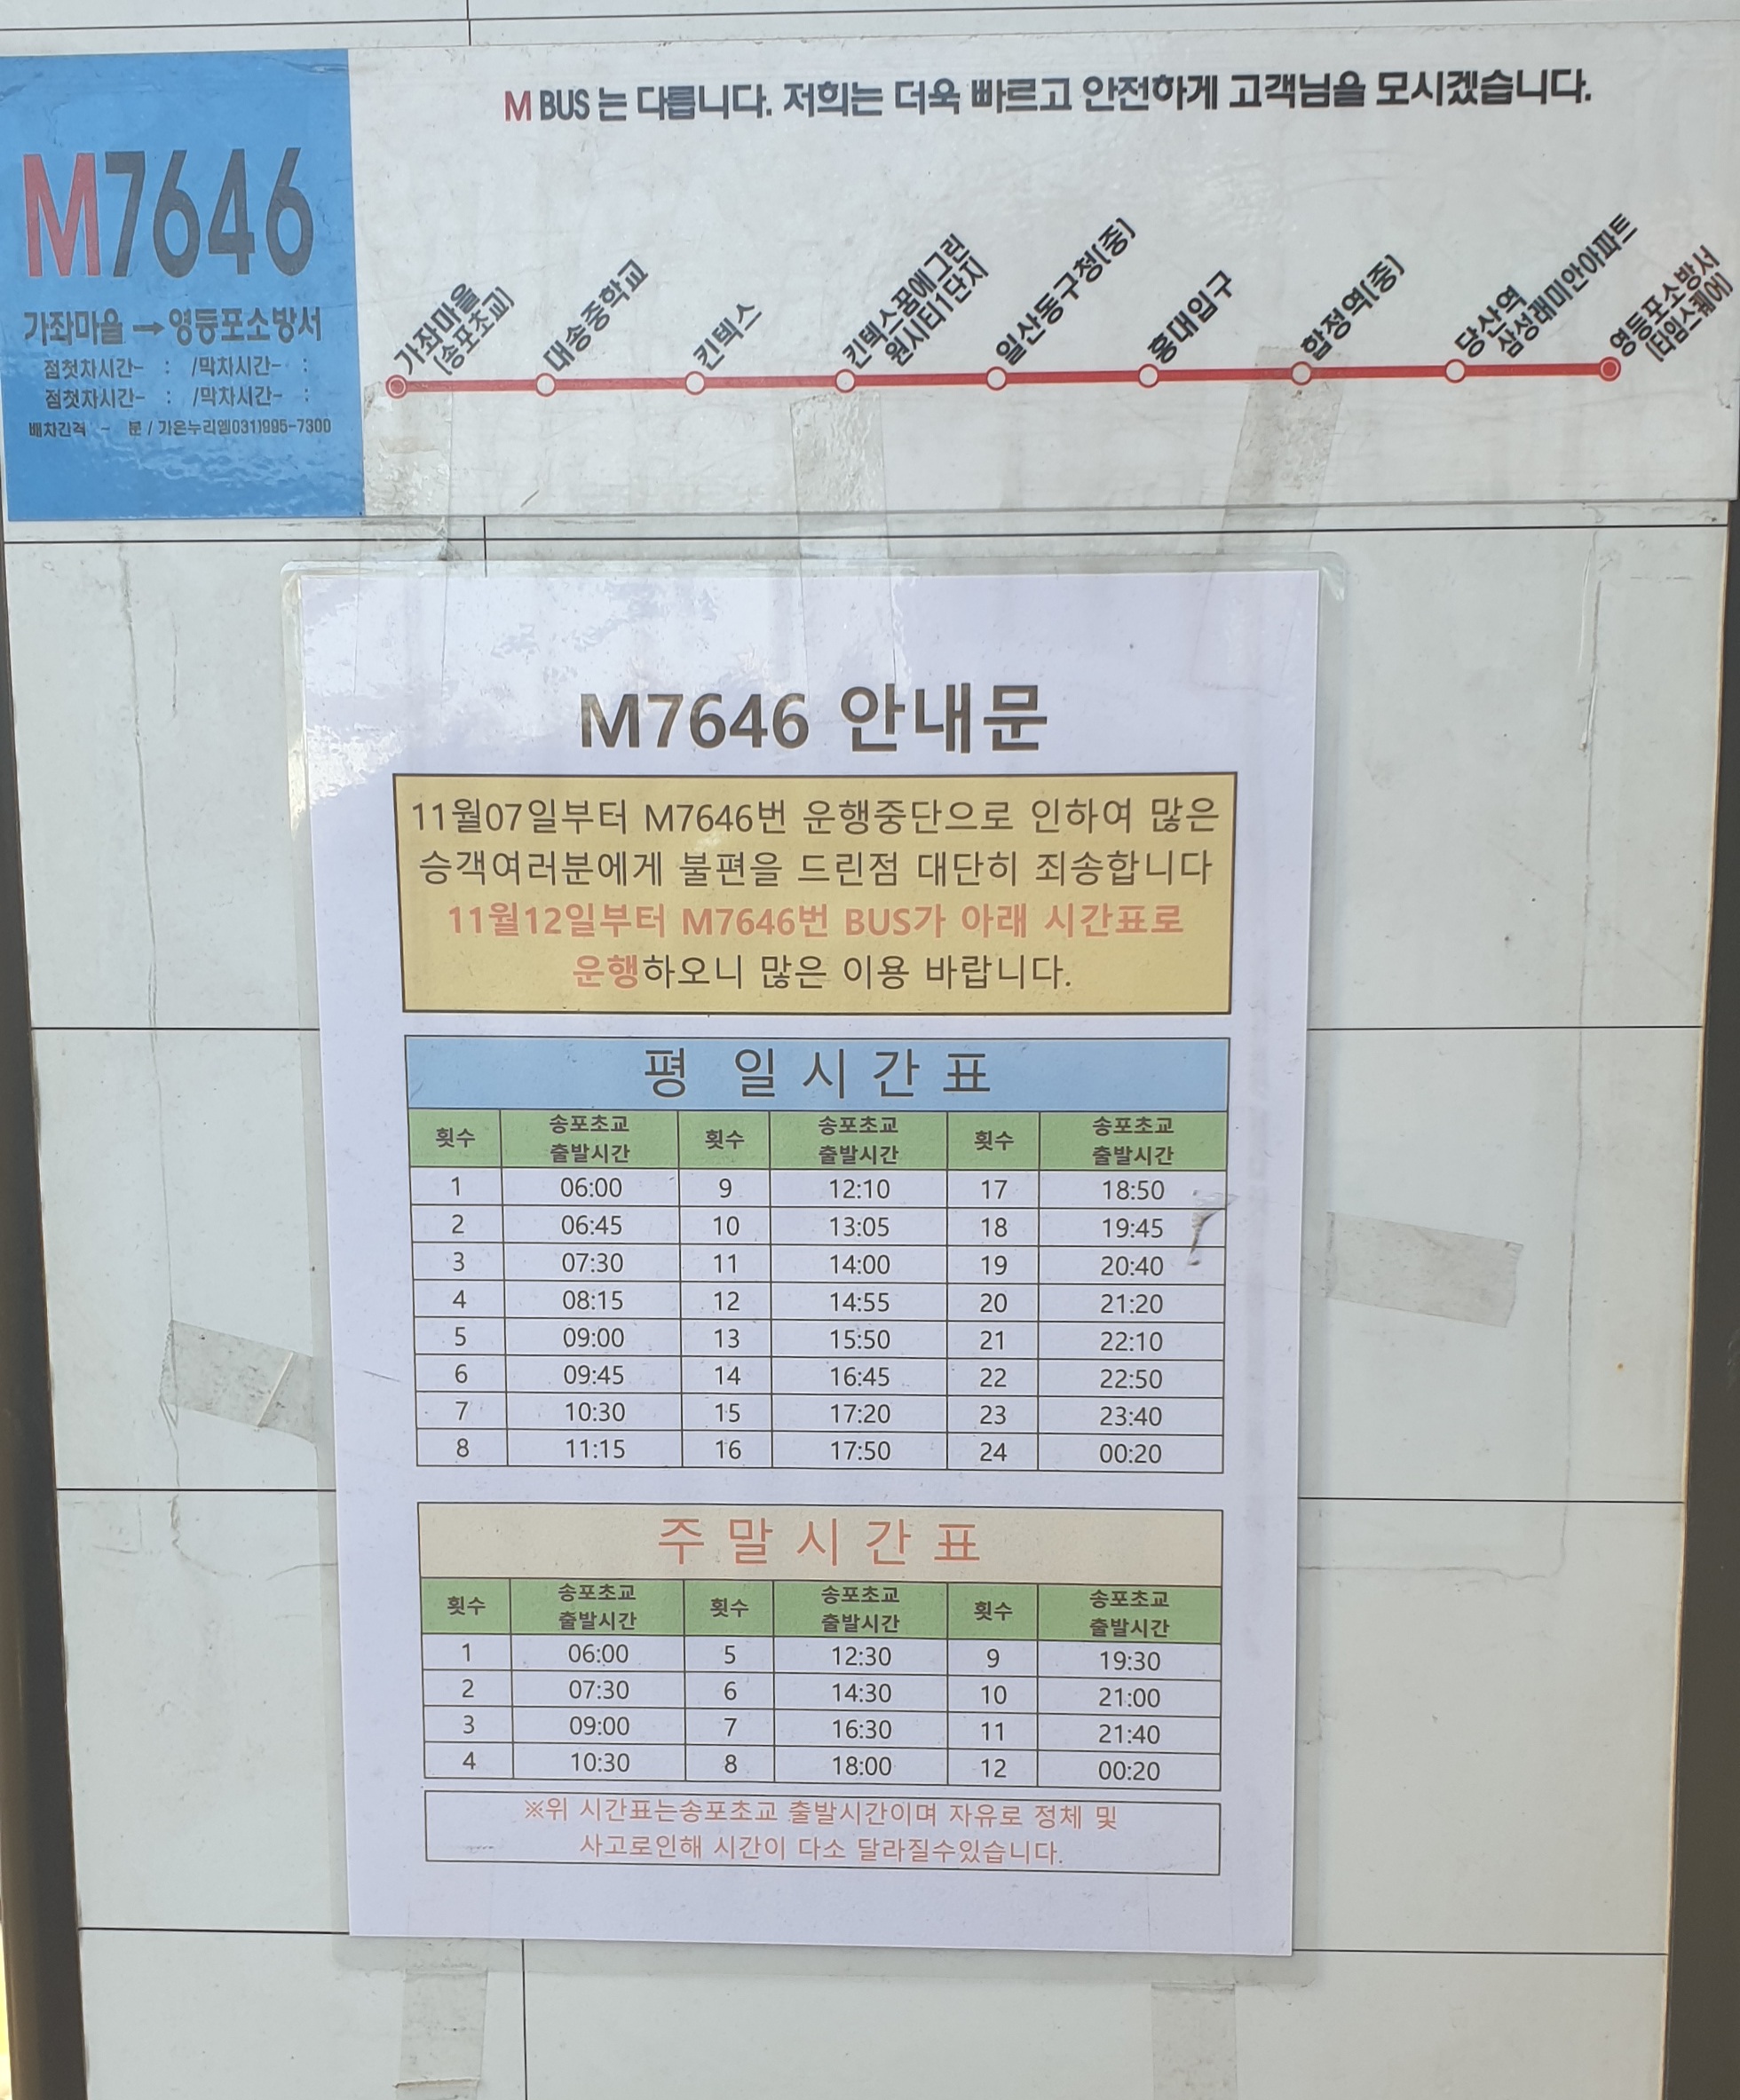 M BUS 는 다릅니다. 저희는 더욱 빠르고 안전하게 고객님을 모시겠습니다.
M7646
가좌마을 → 영등포소방서
점첫차시간- : /막차시간- :
점첫차시간- : /막차시간- :
배차간격 - 분 / 가온누리엠031)995-7300
가좌마을
(송포초교)
대송중학교
킨텍스
킨텍스꿈에그린
원시티1단지
일산동구청(중)
홍대입구
합정역(중)
당산역
삼성래미안아파트
영등포소방서
(타임스퀘어)
M7646 안내문
11월07일부터 M7646번 운행중단으로 인하여 많은
승객여러분에게 불편을 드린점 대단히 죄송합니다
11월12일부터 M7646번 BUS가 아래 시간표로
운행하오니 많은 이용 바랍니다.
평 일 시 간 표
횟수 송포초교 출발시간 횟수 송포초교 출발시간 횟수 송포초교 출발시간
1 06:00 9 12:10 17 18:50
2 06:45 10 13:05 18 19:45
3 07:30 11 14:00 19 20:40
4 08:15 12 14:55 20 21:20
5 09:00 13 15:50 21 22:10
6 09:45 14 16:45 22 22:50
7 10:30 15 17:20 23 23:40
8 11:15 16 17:50 24 00:20
주 말 시 간 표
횟수 송포초교 출발시간 횟수 송포초교 출발시간 횟수 송포초교 출발시간
1 06:00 5 12:30 9 19:30
2 07:30 6 14:30 10 21:00
3 09:00 7 16:30 11 21:40
4 10:30 8 18:00 12 00:20
※위 시간표는송포초교 출발시간이며 자유로 정체 및
사고로인해 시간이 다소 달라질수있습니다.